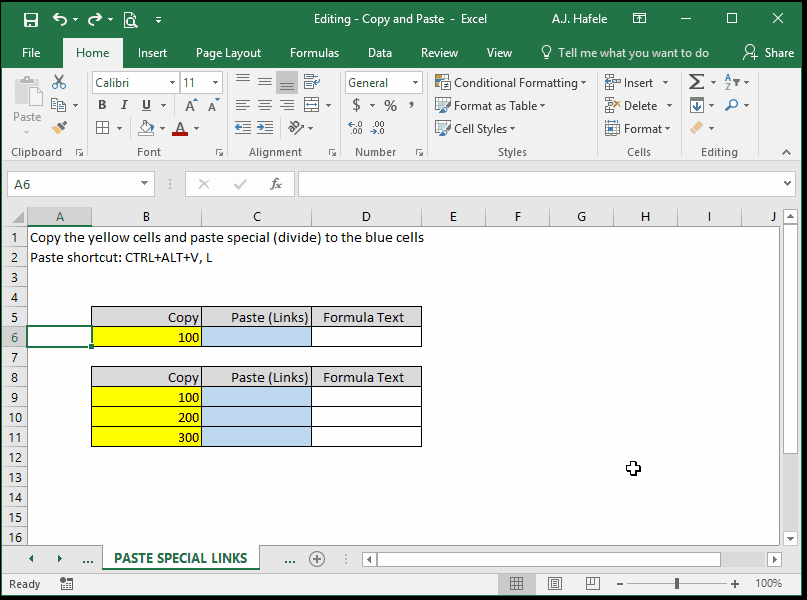 Editing - Copy and Paste - Excel
A.J. Hafele
File Home Insert Page Layout Formulas Data Review View Tell me what you want to do Share
Calibri 11 General Conditional Formatting Insert Σ
Paste B I U A A $ % , Format as Table Delete
A Cell Styles Format
Clipboard Font Alignment Number Styles Cells Editing
A6 fx
A B C D E F G H I J
1 Copy the yellow cells and paste special (divide) to the blue cells
2 Paste shortcut: CTRL+ALT+V, L
3
4
5 Copy Paste (Links) Formula Text
6 100
7
8 Copy Paste (Links) Formula Text
9 100
10 200
11 300
12
13
14
15
16
... PASTE SPECIAL LINKS ...
Ready 100%